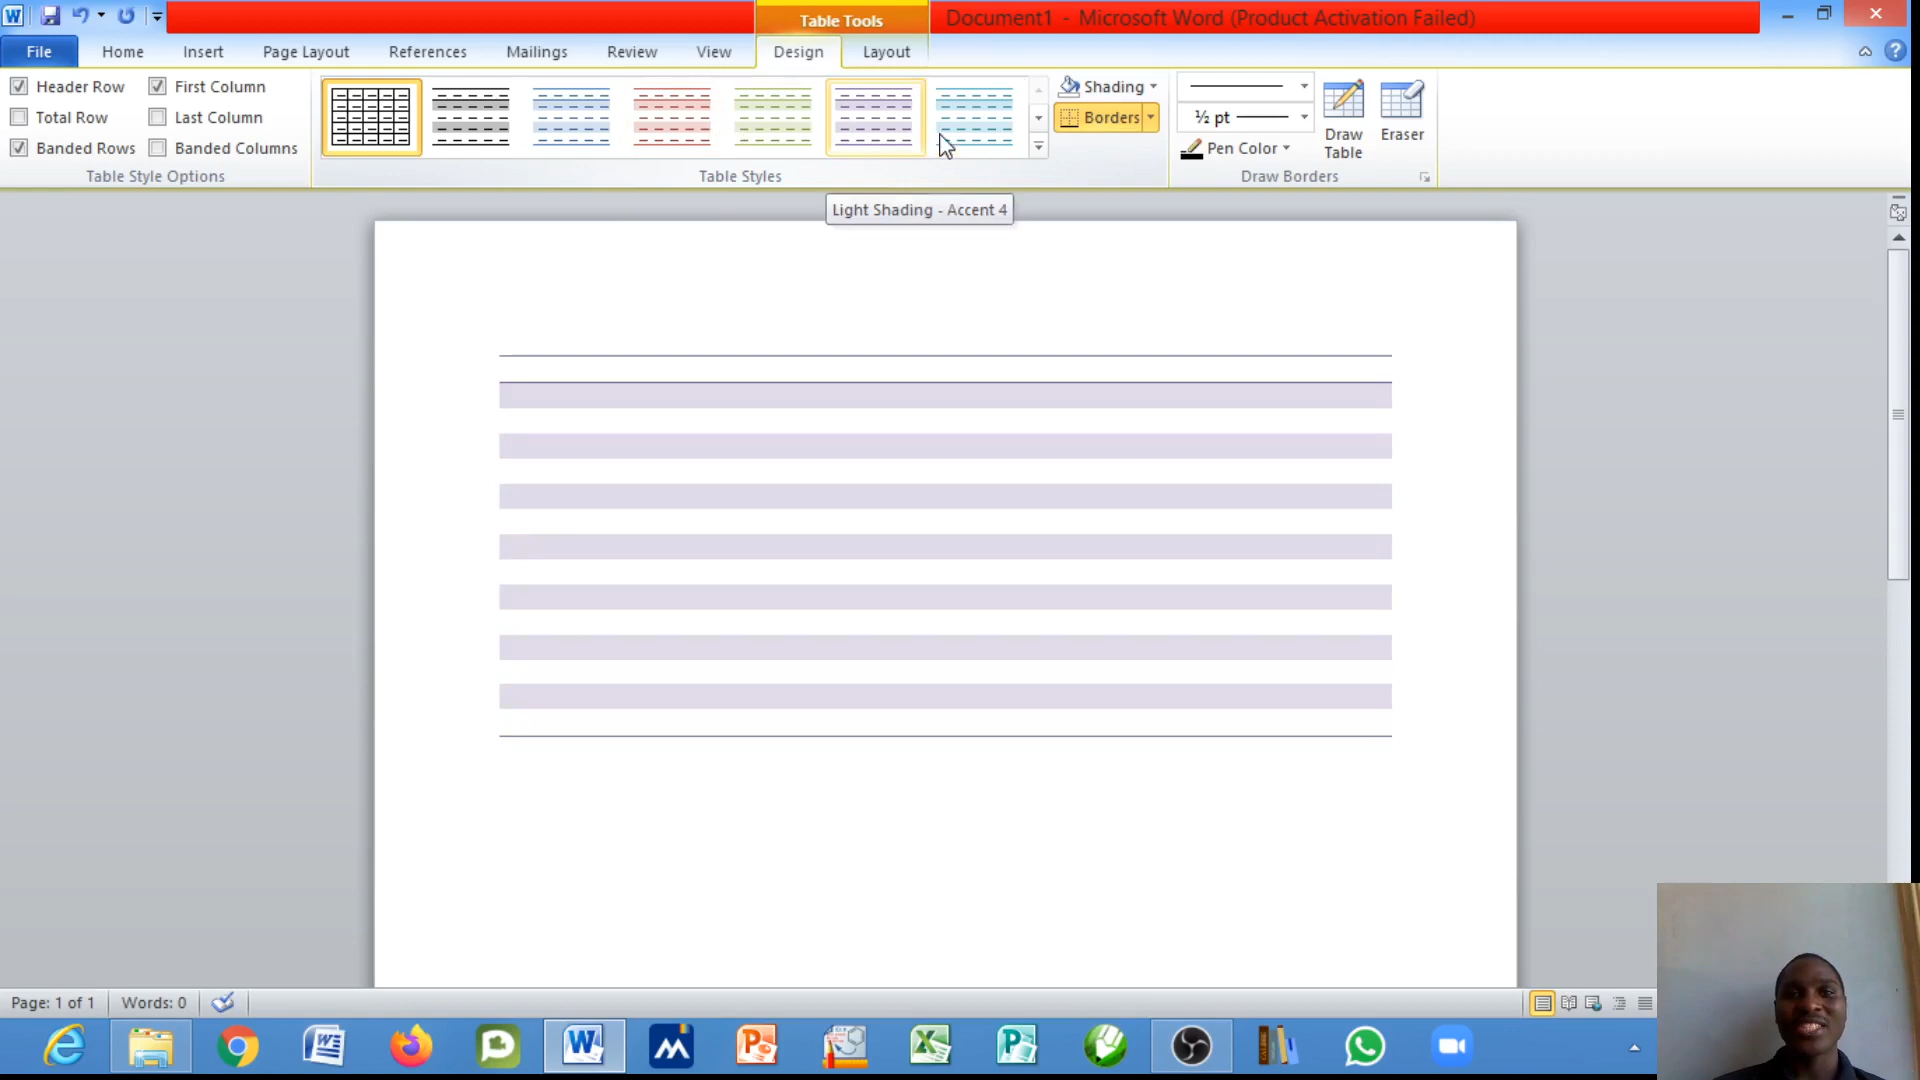 Table Tools
Document1 - Microsoft Word (Product Activation Failed)
File
Home
Insert
Page Layout
References
Mailings
Review
View
Design
Layout
Header Row
First Column
Total Row
Last Column
Banded Rows
Banded Columns
Table Style Options
Table Styles
Shading
Borders
½ pt
Pen Color
Draw Table
Eraser
Draw Borders
Light Shading - Accent 4
Page: 1 of 1
Words: 0